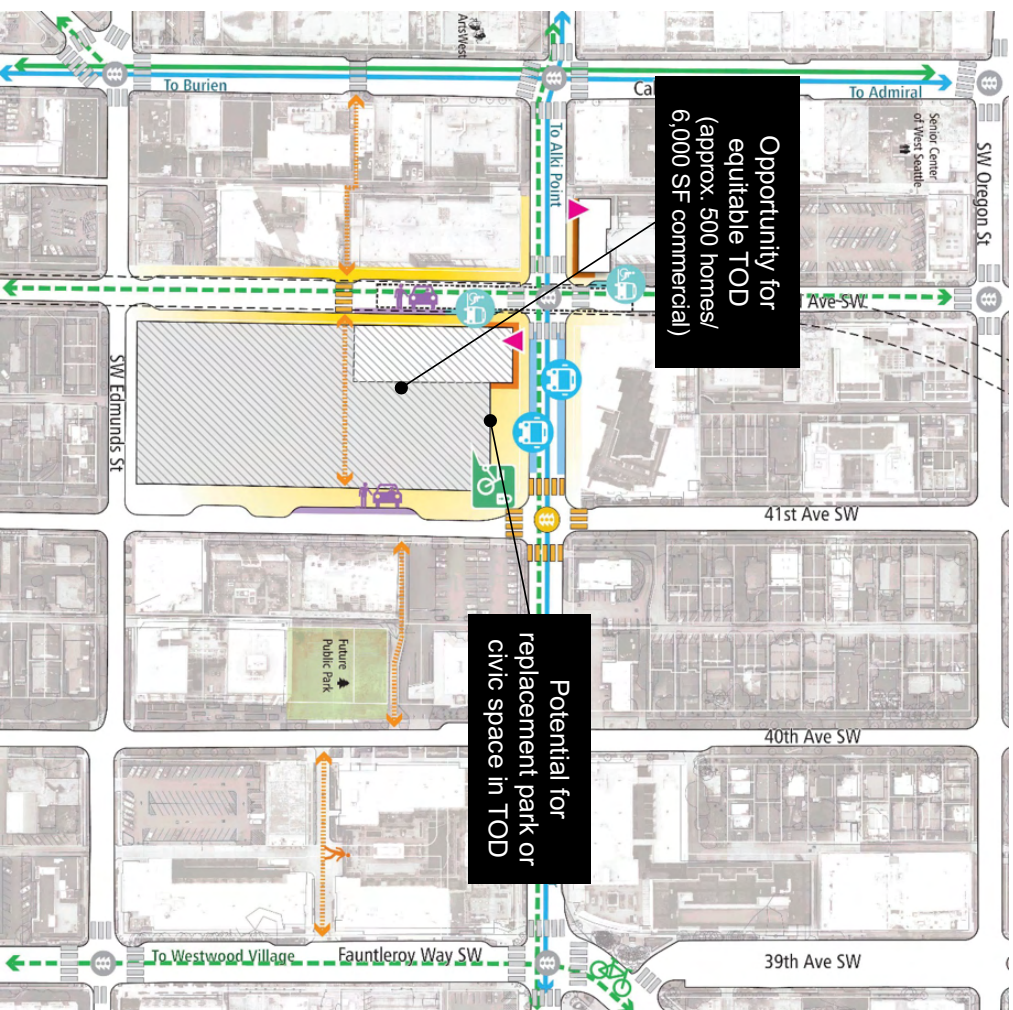 ArtsWest
To Burien
Cal
To Admiral
Opportunity for
equitable TOD
(approx. 500 homes/
6,000 SF commercial)
To Alki Point
Senior Center
of West Seattle
SW Oregon St
Ave SW
SW Edmunds St
41st Ave SW
Future
Public Park
Potential for
replacement park or
civic space in TOD
40th Ave SW
To Westwood Village
Fauntleroy Way SW
39th Ave SW